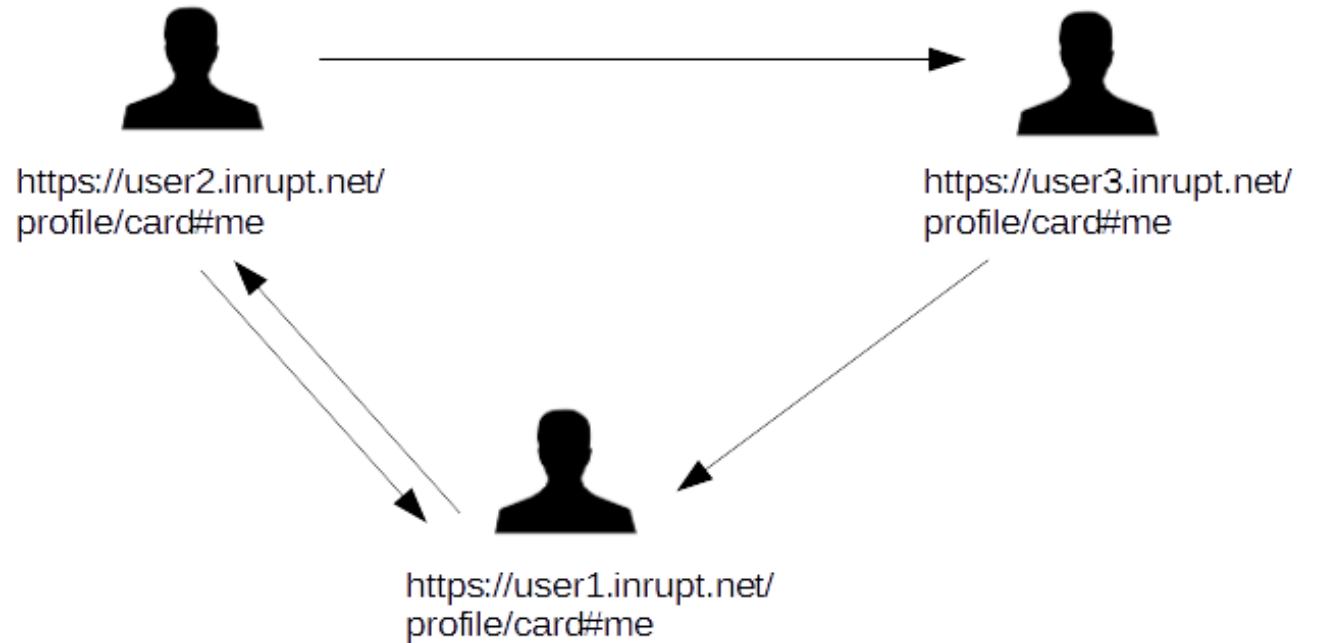 https://user2.inrupt.net/
profile/card#me
https://user3.inrupt.net/
profile/card#me
https://user1.inrupt.net/
profile/card#me